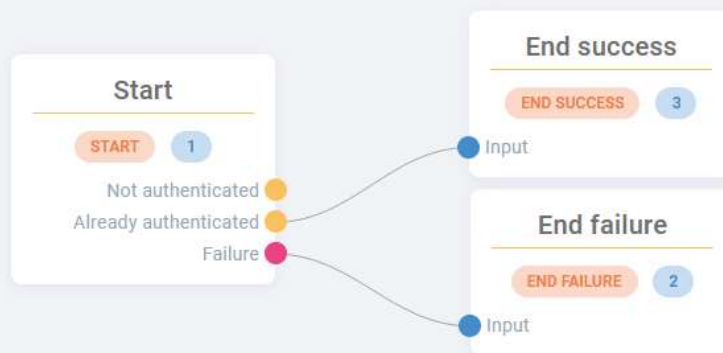 Start
START 1
Not authenticated
Already authenticated
Failure
End success
END SUCCESS 3
Input
End failure
END FAILURE 2
Input